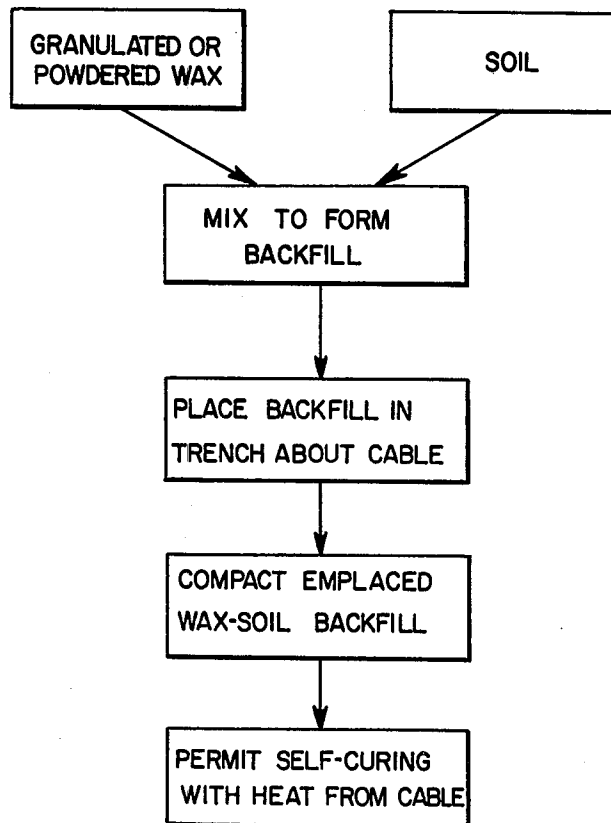 GRANULATED OR
POWDERED WAX
SOIL
MIX TO FORM
BACKFILL
PLACE BACKFILL IN
TRENCH ABOUT CABLE
COMPACT EMPLACED
WAX-SOIL BACKFILL
PERMIT SELF-CURING
WITH HEAT FROM CABLE